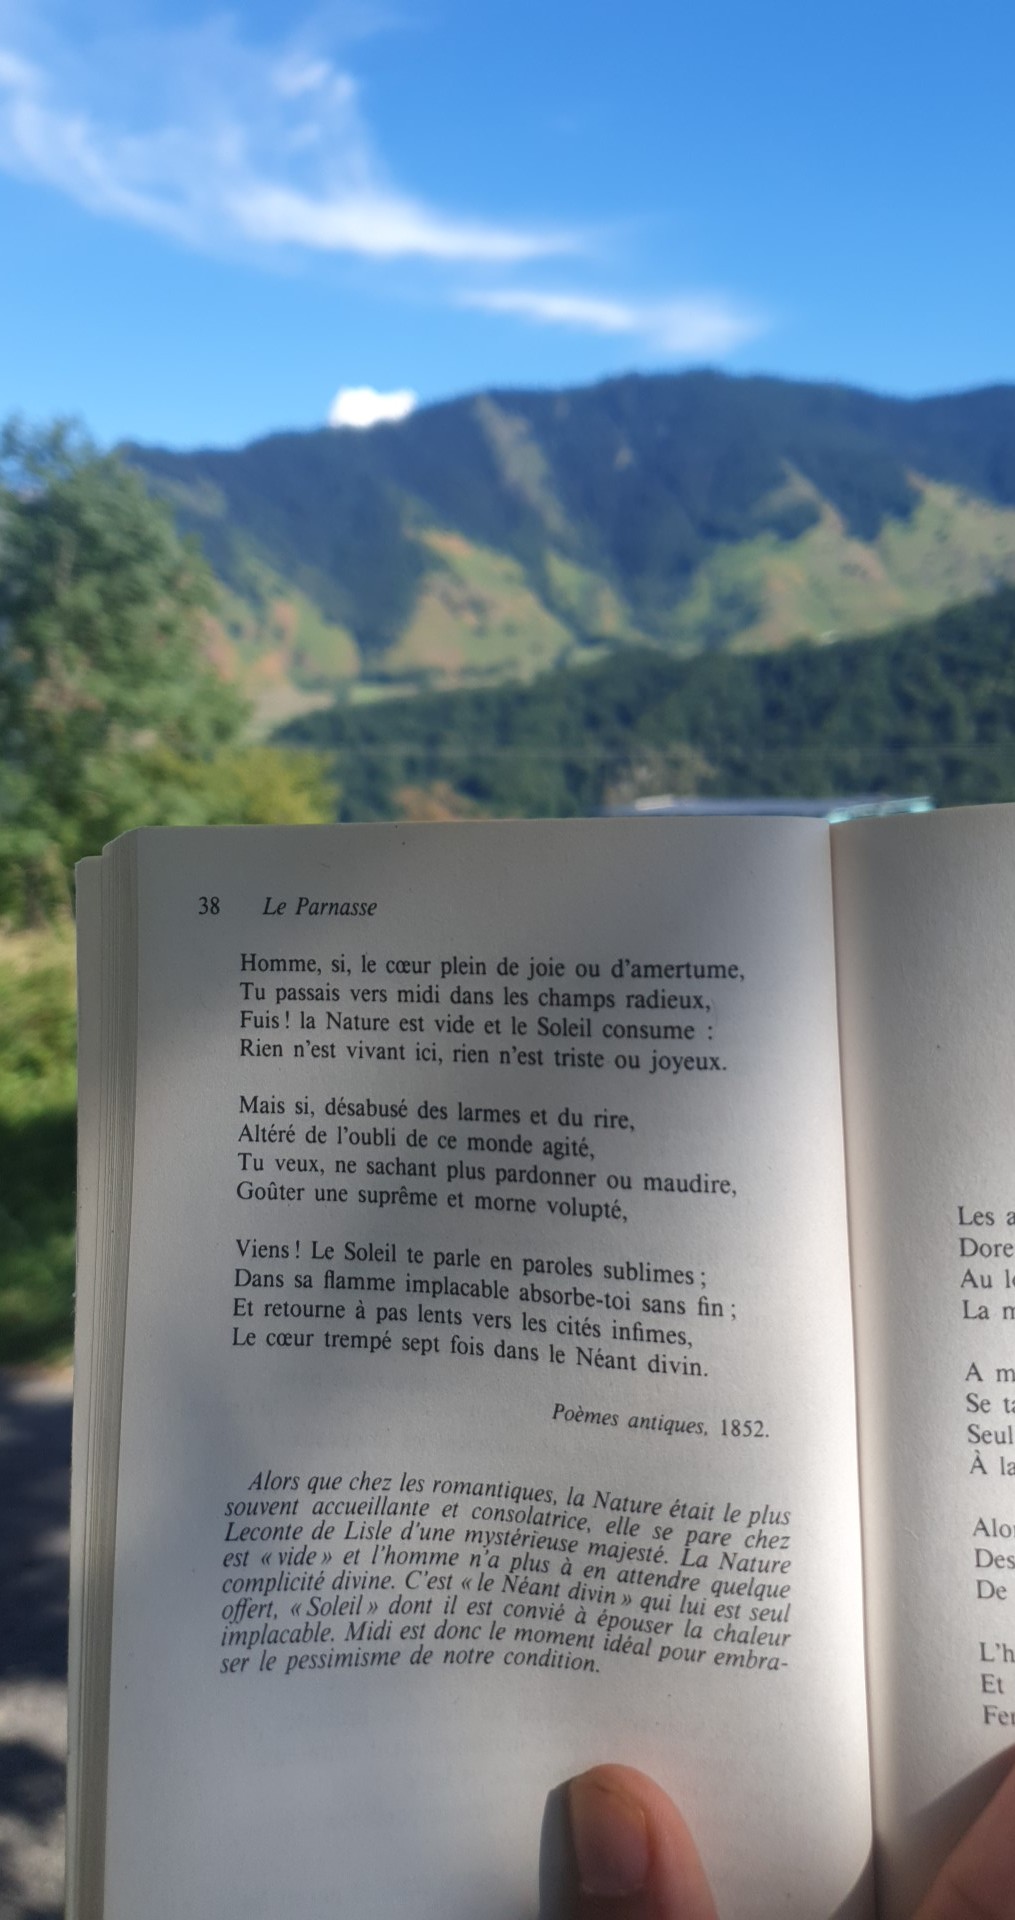 38 Le Parnasse
Homme, si, le cœur plein de joie ou d'amertume,
Tu passais vers midi dans les champs radieux,
Fuis ! la Nature est vide et le Soleil consume :
Rien n'est vivant ici, rien n'est triste ou joyeux.
Mais si, désabusé des larmes et du rire,
Altéré de l'oubli de ce monde agité,
Tu veux, ne sachant plus pardonner ou maudire,
Goûter une suprême et morne volupté,
Viens ! Le Soleil te parle en paroles sublimes ;
Dans sa flamme implacable absorbe-toi sans fin ;
Et retourne à pas lents vers les cités infimes,
Le cœur trempé sept fois dans le Néant divin.
Poèmes antiques, 1852.
Alors que chez les romantiques, la Nature était le plus
souvent accueillante et consolatrice, elle se pare chez
Leconte de Lisle d'une mystérieuse majesté. La Nature
est « vide » et l'homme n'a plus à en attendre quelque
complicité divine. C'est « le Néant divin » qui lui est seul
offert, « Soleil » dont il est convié à épouser la chaleur
implacable. Midi est donc le moment idéal pour embra-
ser le pessimisme de notre condition.
Les
Dore
Au
La
A
Se
Seul
À la
Alo
Des
De
L'h
Et
Fer